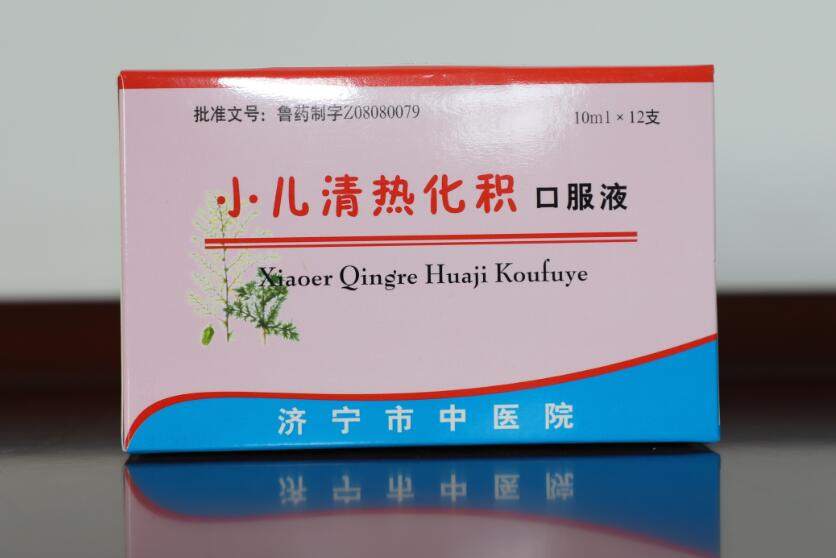 批准文号：鲁药制字Z08080079
10ml×12支
小儿清热化积 口服液
Xiaoer Qingre Huaji Koufuye
济宁市中医院